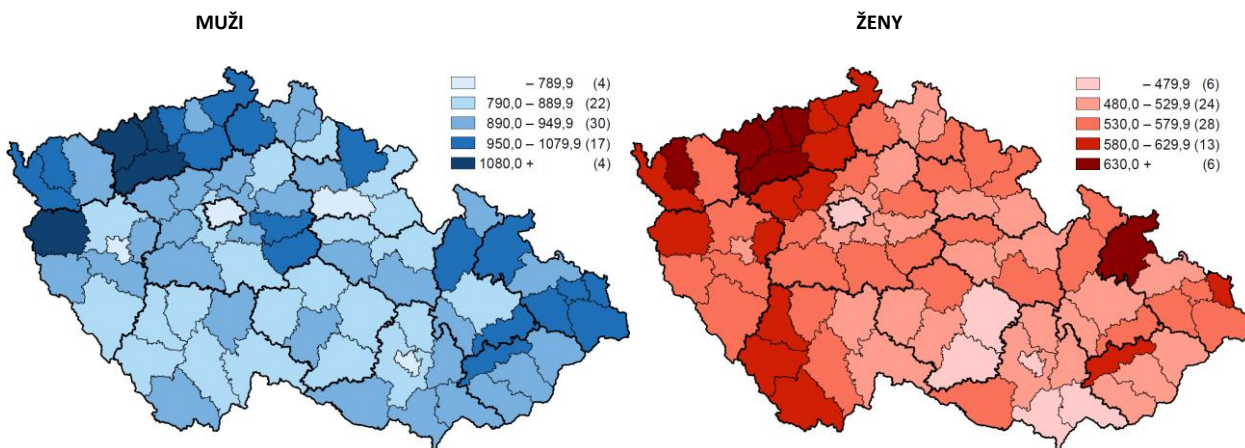 MUŽI
– 789,9 (4)
790,0 – 889,9 (22)
890,0 – 949,9 (30)
950,0 – 1079,9 (17)
1080,0 + (4)
ŽENY
– 479,9 (6)
480,0 – 529,9 (24)
530,0 – 579,9 (28)
580,0 – 629,9 (13)
630,0 + (6)